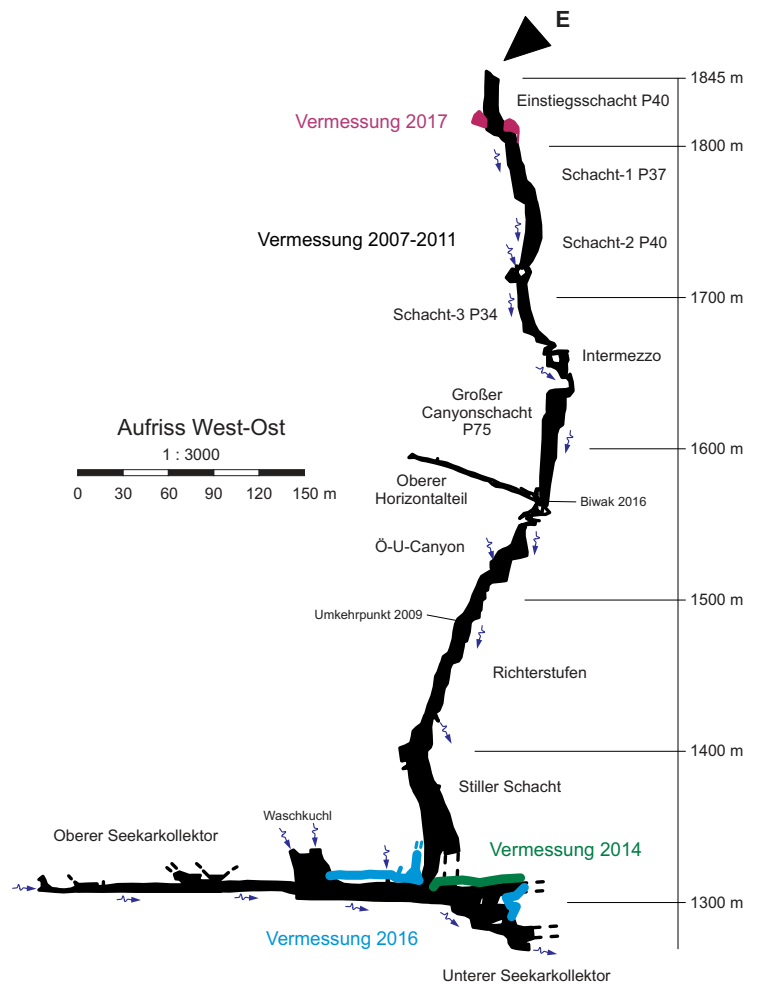 E
1845 m
Einstiegsschacht P40
Vermessung 2017
1800 m
Schacht-1 P37
Vermessung 2007-2011
Schacht-2 P40
1700 m
Schacht-3 P34
Intermezzo
Großer
Canyonschacht
P75
Aufriss West-Ost
1 : 3000
0 30 60 90 120 150 m
1600 m
Oberer
Horizontalteil
Biwak 2016
Ö-U-Canyon
1500 m
Umkehrpunkt 2009
Richterstufen
1400 m
Stiller Schacht
Waschkuchl
Oberer Seekarkollektor
Vermessung 2014
1300 m
Vermessung 2016
Unterer Seekarkollektor